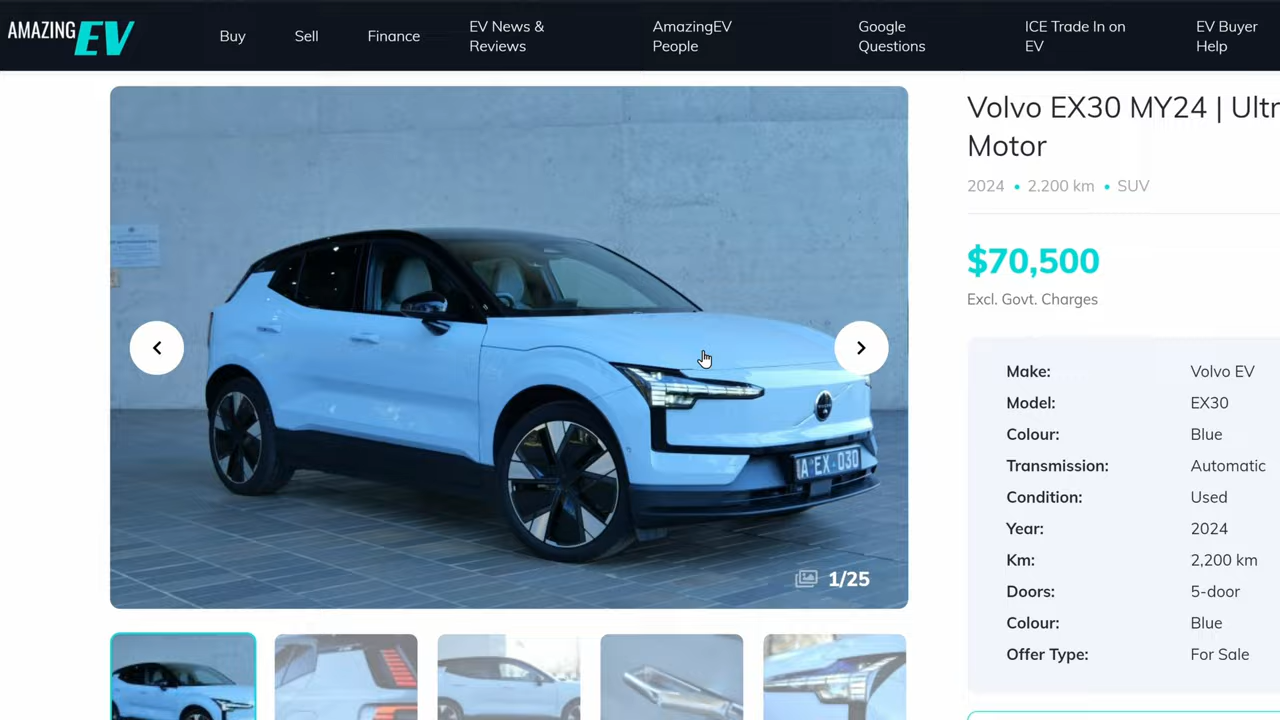 AMAZING EV
Buy
Sell
Finance
EV News &
Reviews
AmazingEV
People
Google
Questions
ICE Trade In on
EV
EV Buyer
Help
Volvo EX30 MY24 | Ultr
Motor
2024 • 2.200 km • SUV
$70,500
Excl. Govt. Charges
Make: Volvo EV
Model: EX30
Colour: Blue
Transmission: Automatic
Condition: Used
Year: 2024
Km: 2,200 km
Doors: 5-door
Colour: Blue
Offer Type: For Sale
A EX 030
1/25